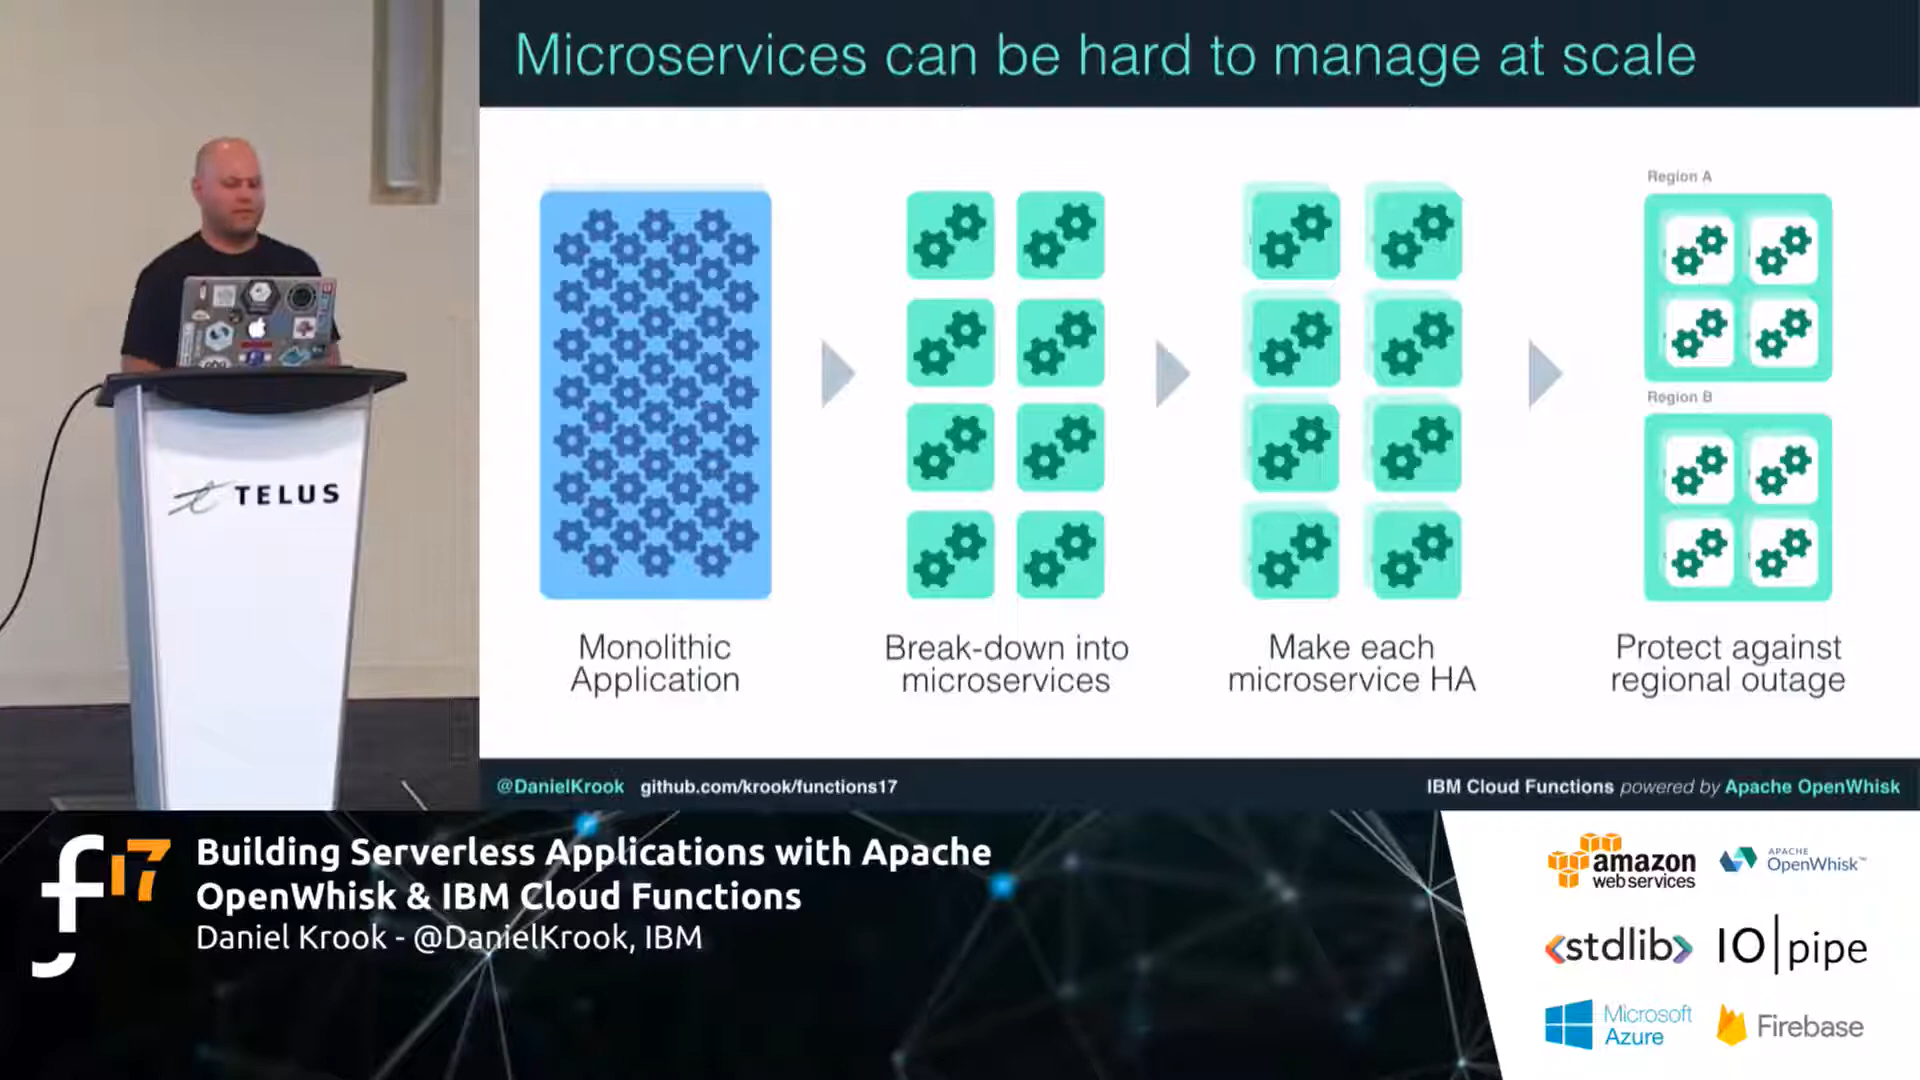 Microservices can be hard to manage at scale
Region A
Region B
Monolithic
Application
Break-down into
microservices
Make each
microservice HA
Protect against
regional outage
@DanielKrook github.com/krook/functions17
IBM Cloud Functions powered by Apache OpenWhisk
TELUS
f17
Building Serverless Applications with Apache
OpenWhisk & IBM Cloud Functions
Daniel Krook - @DanielKrook, IBM
amazon
webservices
APACHE
OpenWhisk™
<stdlib>
IO|pipe
Microsoft
Azure
Firebase